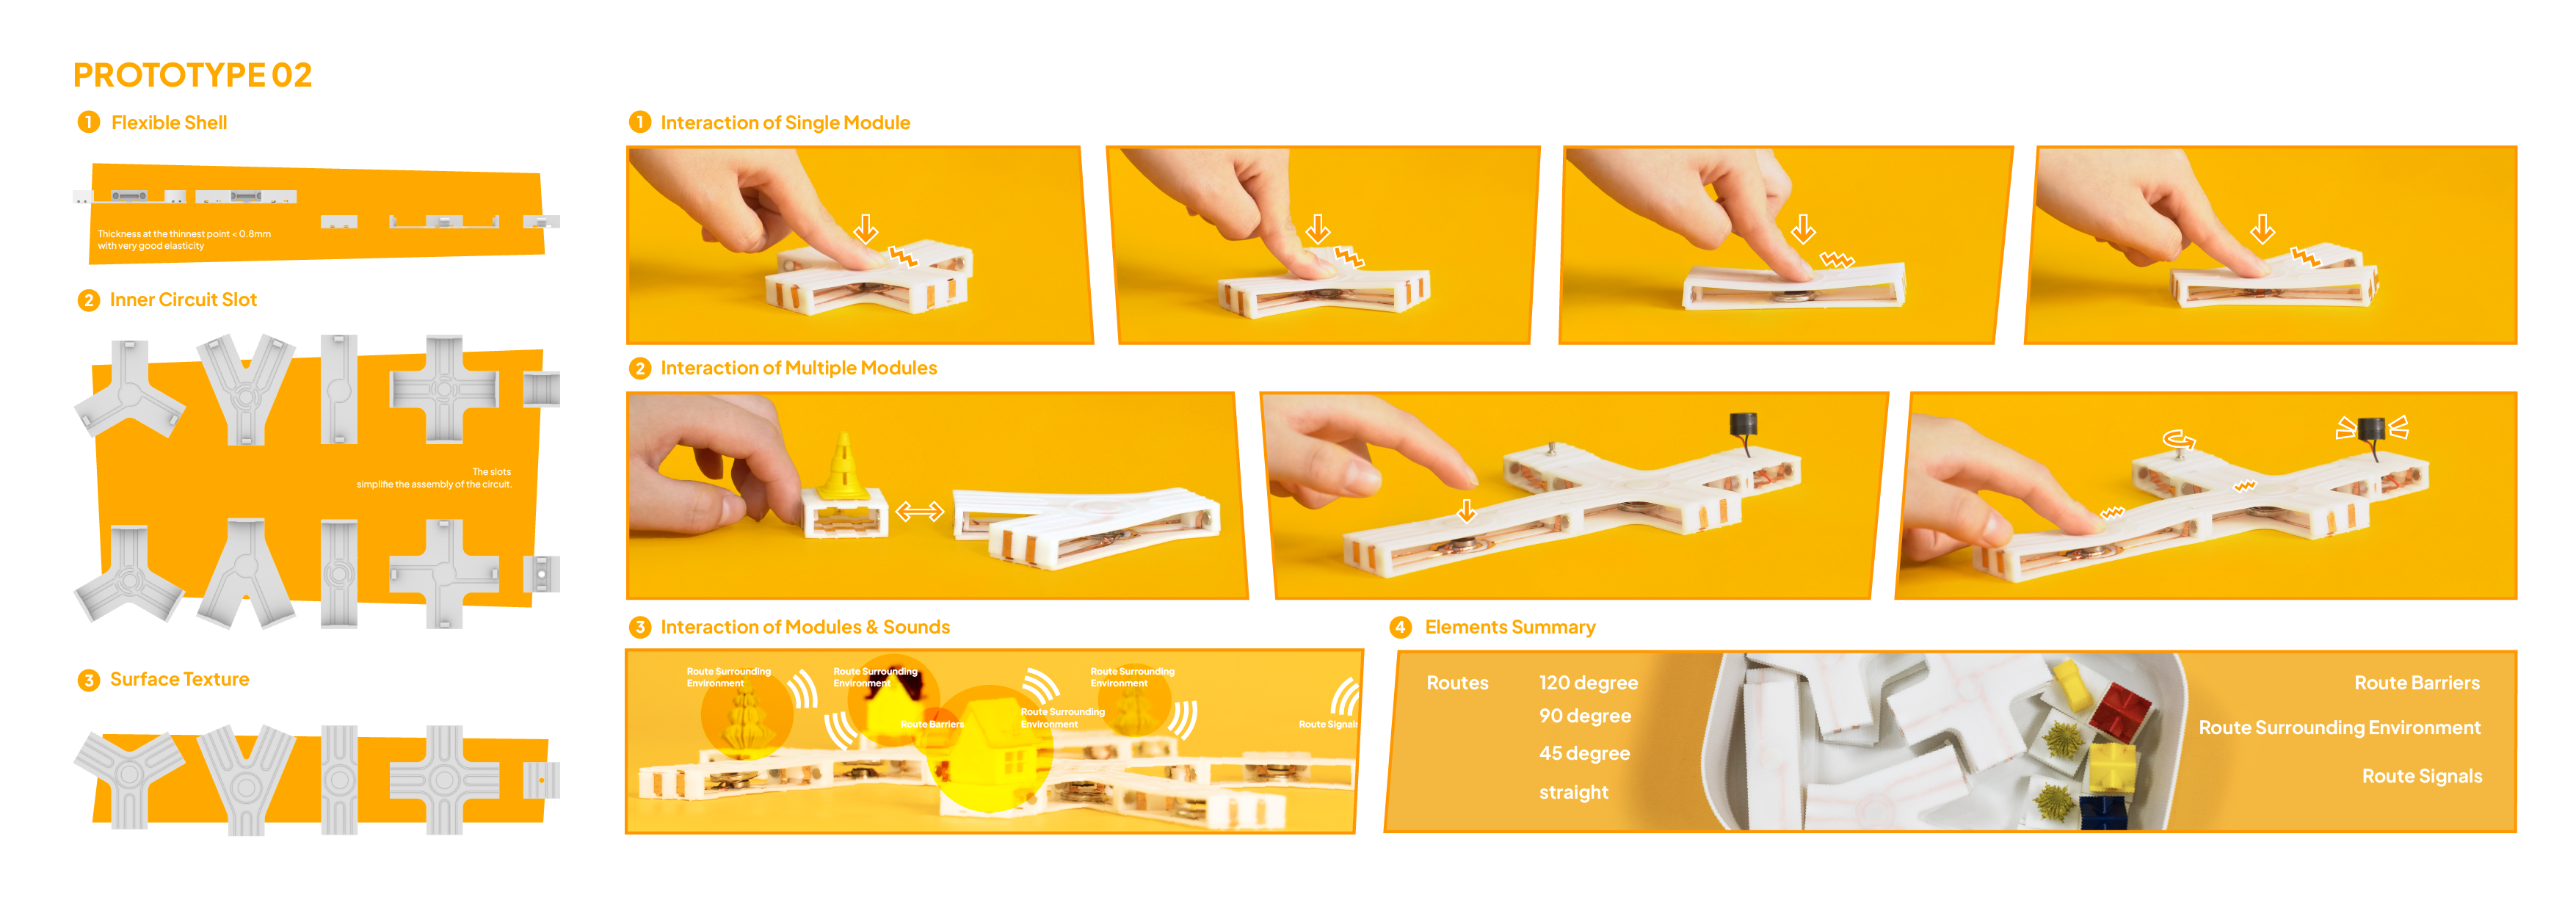 PROTOTYPE 02
1 Flexible Shell
Thickness at the thinnest point < 0.8mm
with very good elasticity
2 Inner Circuit Slot
The slots
simplifie the assembly of the circuit.
3 Surface Texture
1 Interaction of Single Module
2 Interaction of Multiple Modules
3 Interaction of Modules & Sounds
Route Surrounding
Environment
Route Surrounding
Environment
Route Barriers
Route Surrounding
Environment
Route Surrounding
Environment
Route Signals
4 Elements Summary
Routes
120 degree
90 degree
45 degree
straight
Route Barriers
Route Surrounding Environment
Route Signals